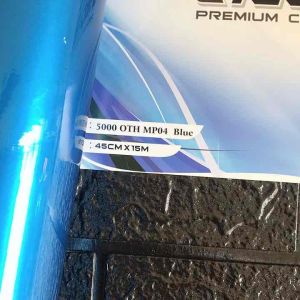 PREMIUM
: 5000 OTH MP04 Blue
: 45CM X 15M